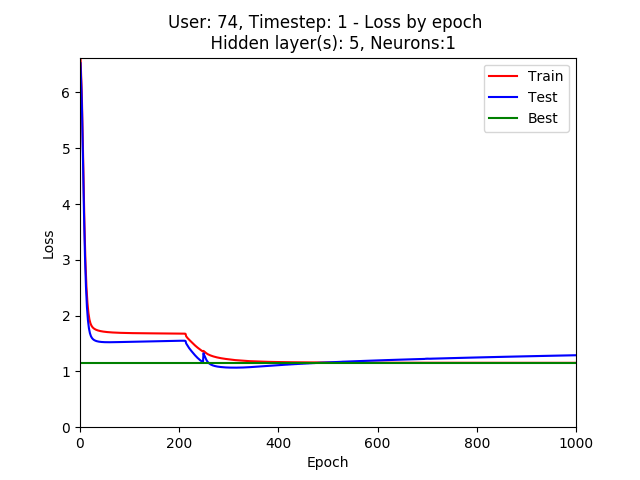 User: 74, Timestep: 1 - Loss by epoch
Hidden layer(s): 5, Neurons:1
Train
Test
Best
6
5
4
3
2
1
0
Loss
0 200 400 600 800 1000
Epoch